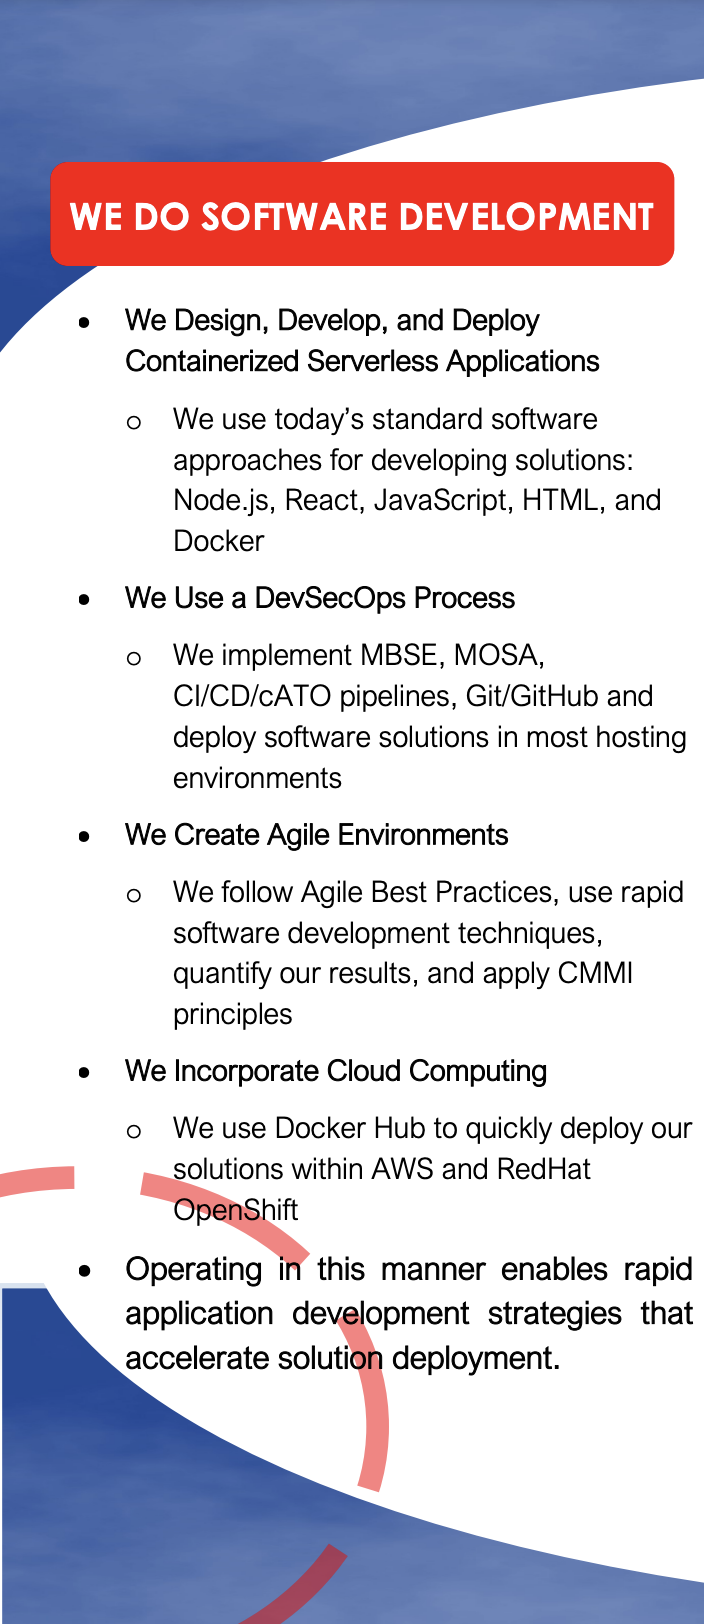 WE DO SOFTWARE DEVELOPMENT
• We Design, Develop, and Deploy
Containerized Serverless Applications
o We use today’s standard software
approaches for developing solutions:
Node.js, React, JavaScript, HTML, and
Docker
• We Use a DevSecOps Process
o We implement MBSE, MOSA,
CI/CD/cATO pipelines, Git/GitHub and
deploy software solutions in most hosting
environments
• We Create Agile Environments
o We follow Agile Best Practices, use rapid
software development techniques,
quantify our results, and apply CMMI
principles
• We Incorporate Cloud Computing
o We use Docker Hub to quickly deploy our
solutions within AWS and RedHat
OpenShift
• Operating in this manner enables rapid
application development strategies that
accelerate solution deployment.